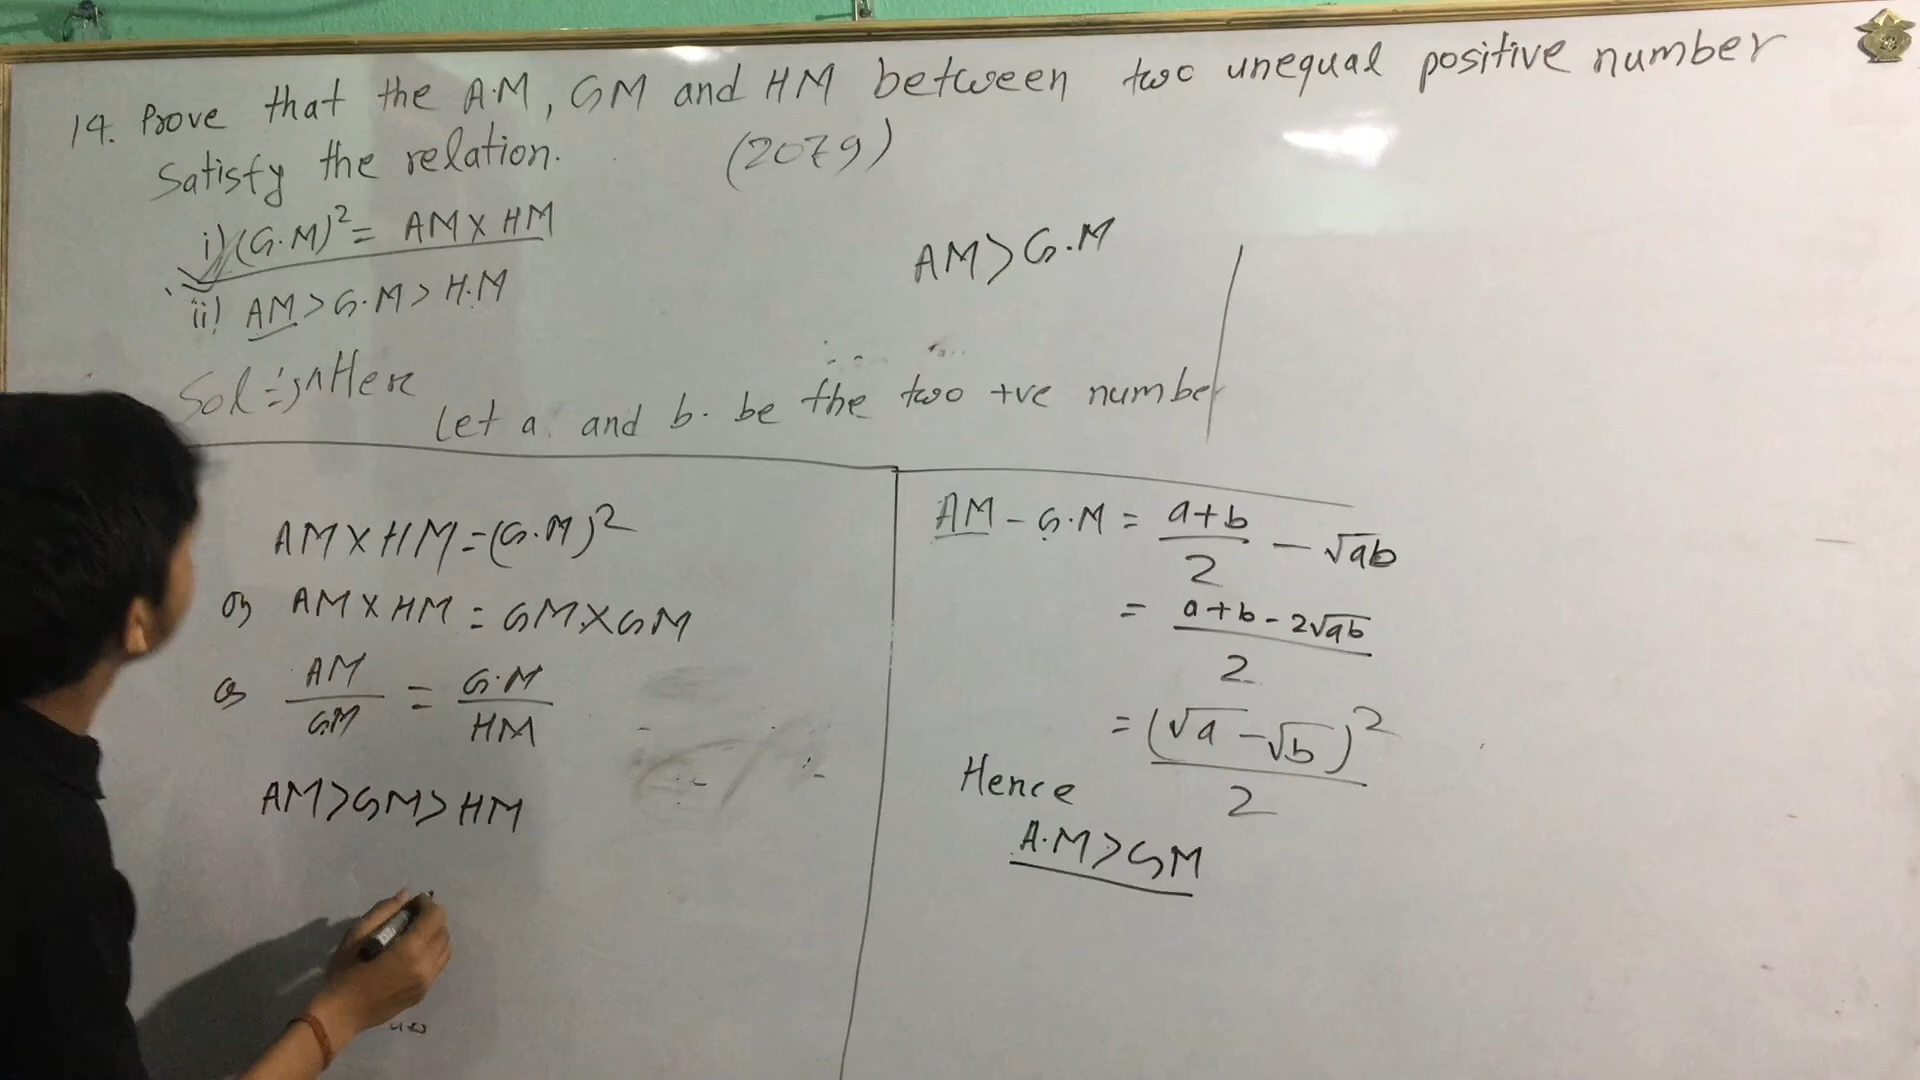 14. Prove that the A.M, GM and HM between two unequal positive number
Satisfy the relation. (2079)
i) (G.M)² = AM X HM
ii) AM > G.M > H.M
AM > G.M
Here
Let a and b. be the two +ve number
AM X HM = (G.M)²
or AM X HM = GM X GM
or AM/GM = G.M/HM
AM > GM > HM
AM - G.M = a+b/2 - √ab
= a+b-2√ab/2
= (√a - √b)²/2
Hence
A.M > GM